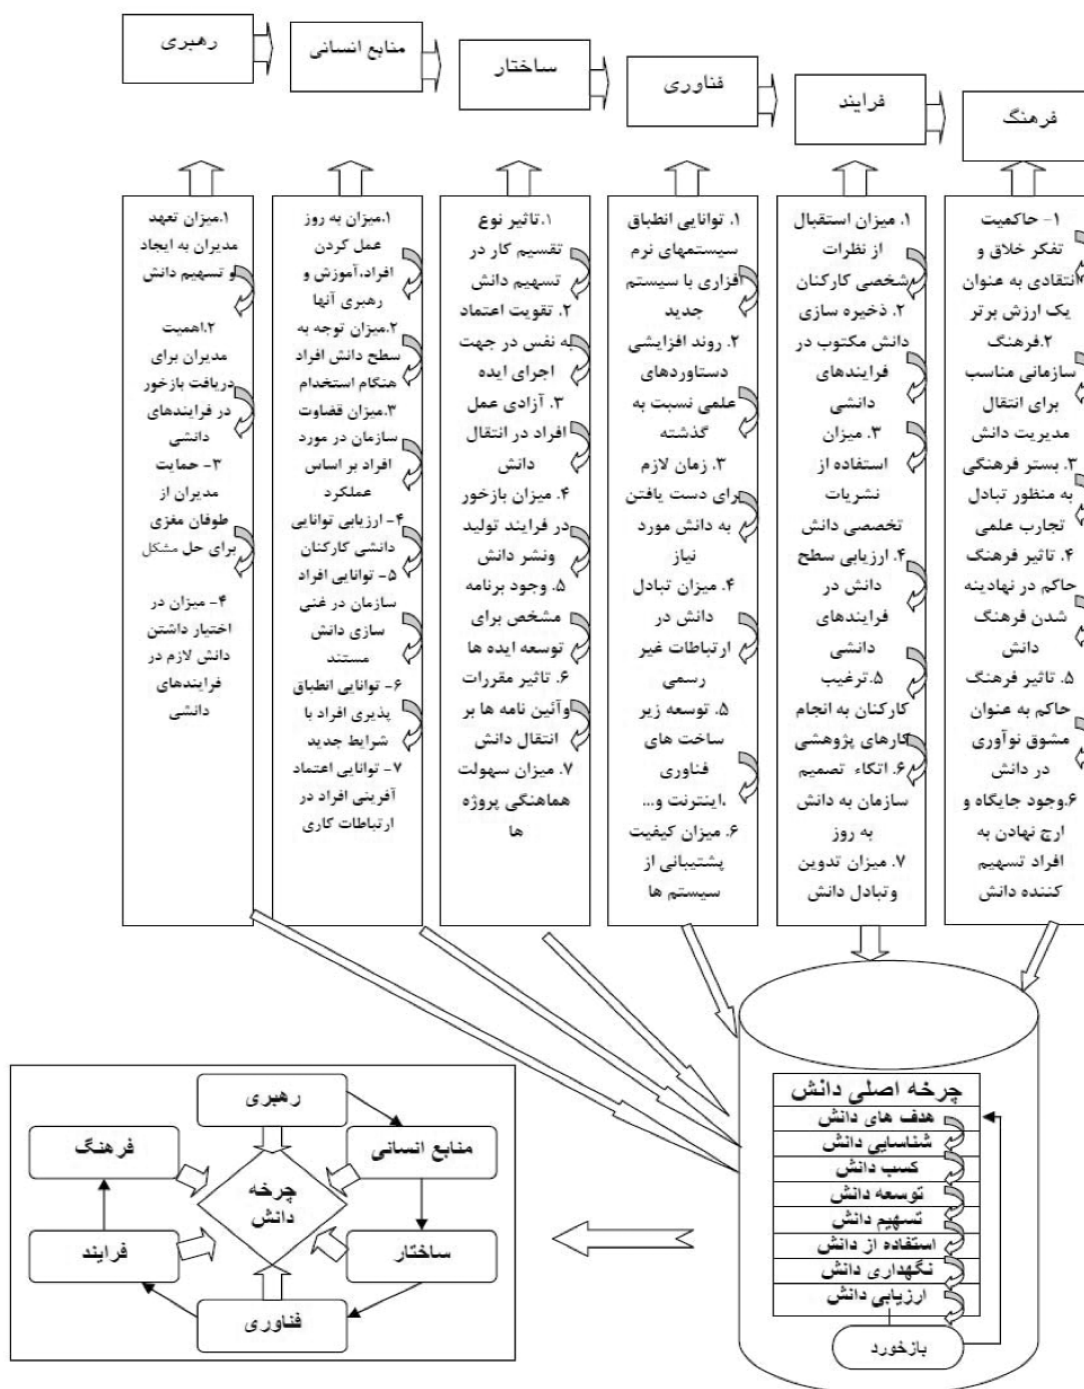 رهبری
منابع انسانی
ساختار
فناوری
فرایند
فرهنگ
۱.میزان تعهد
مدیران به ایجاد
و تسهیم دانش
۲.اهمیت
مدیران برای
دریافت بازخور
در فرایندهای
دانشی
۳- حمایت
مدیران از
طوفان مغزی
برای حل مشکل
۴- میزان در
اختیار داشتن
دانش لازم در
فرایندهای
دانشی
۱.میزان به روز
عمل کردن
افراد،آموزش و
رهبری آنها
۲.میزان توجه به
سطح دانش افراد
هنگام استخدام
۳.میزان قضاوت
سازمان در مورد
افراد بر اساس
عملکرد
۴- ارزیابی توانایی
دانشی کارکنان
۵- توانایی افراد
سازمان در غنی
سازی دانش
مستند
۶- توانایی انطباق
پذیری افراد با
شرایط جدید
۷- توانایی اعتماد
آفرینی افراد در
ارتباطات کاری
۱.تاثیر نوع
تقسیم کار در
تسهیم دانش
۲. تقویت اعتماد
به نفس در جهت
اجرای ایده
۳. آزادی عمل
افراد در انتقال
دانش
۴. میزان بازخور
در فرایند تولید
ونشر دانش
۵. وجود برنامه
مشخص برای
توسعه ایده ها
۶. تاثیر مقررات
وآئین نامه ها بر
انتقال دانش
۷. میزان سهولت
هماهنگی پروژه
ها
۱. توانایی انطباق
سیستمهای نرم
افزاری با سیستم
جدید
۲. روند افزایشی
دستاوردهای
علمی نسبت به
گذشته
۳. زمان لازم
برای دست یافتن
به دانش مورد
نیاز
۴. میزان تبادل
دانش در
ارتباطات غیر
رسمی
۵. توسعه زیر
ساخت های
فناوری
،اینترنت و...
۶. میزان کیفیت
پشتیبانی از
سیستم ها
۱. میزان استقبال
از نظرات
شخصی کارکنان
۲. ذخیره سازی
دانش مکتوب در
فرایندهای
دانشی
۳. میزان
استفاده از
نشریات
تخصصی دانش
۴. ارزیابی سطح
دانش در
فرایندهای
دانشی
۵.ترغیب
کارکنان به انجام
کارهای پژوهشی
۶. اتکاء تصمیم
سازمان به دانش
به روز
۷. میزان تدوین
وتبادل دانش
۱- حاکمیت
تفکر خلاق و
انتقادی به عنوان
یک ارزش برتر
۲.فرهنگ
سازمانی مناسب
برای انتقال
مدیریت دانش
۳. بستر فرهنگی
به منظور تبادل
تجارب علمی
۴. تاثیر فرهنگ
حاکم در نهادینه
شدن فرهنگ
دانش
۵. تاثیر فرهنگ
حاکم به عنوان
مشوق نوآوری
در دانش
۶.وجود جایگاه و
ارج نهادن به
افراد تسهیم
کننده دانش
چرخه اصلی دانش
هدف های دانش
شناسایی دانش
کسب دانش
توسعه دانش
تسهیم دانش
استفاده از دانش
نگهداری دانش
ارزیابی دانش
بازخورد
رهبری
منابع انسانی
ساختار
فناوری
فرایند
فرهنگ
چرخه
دانش